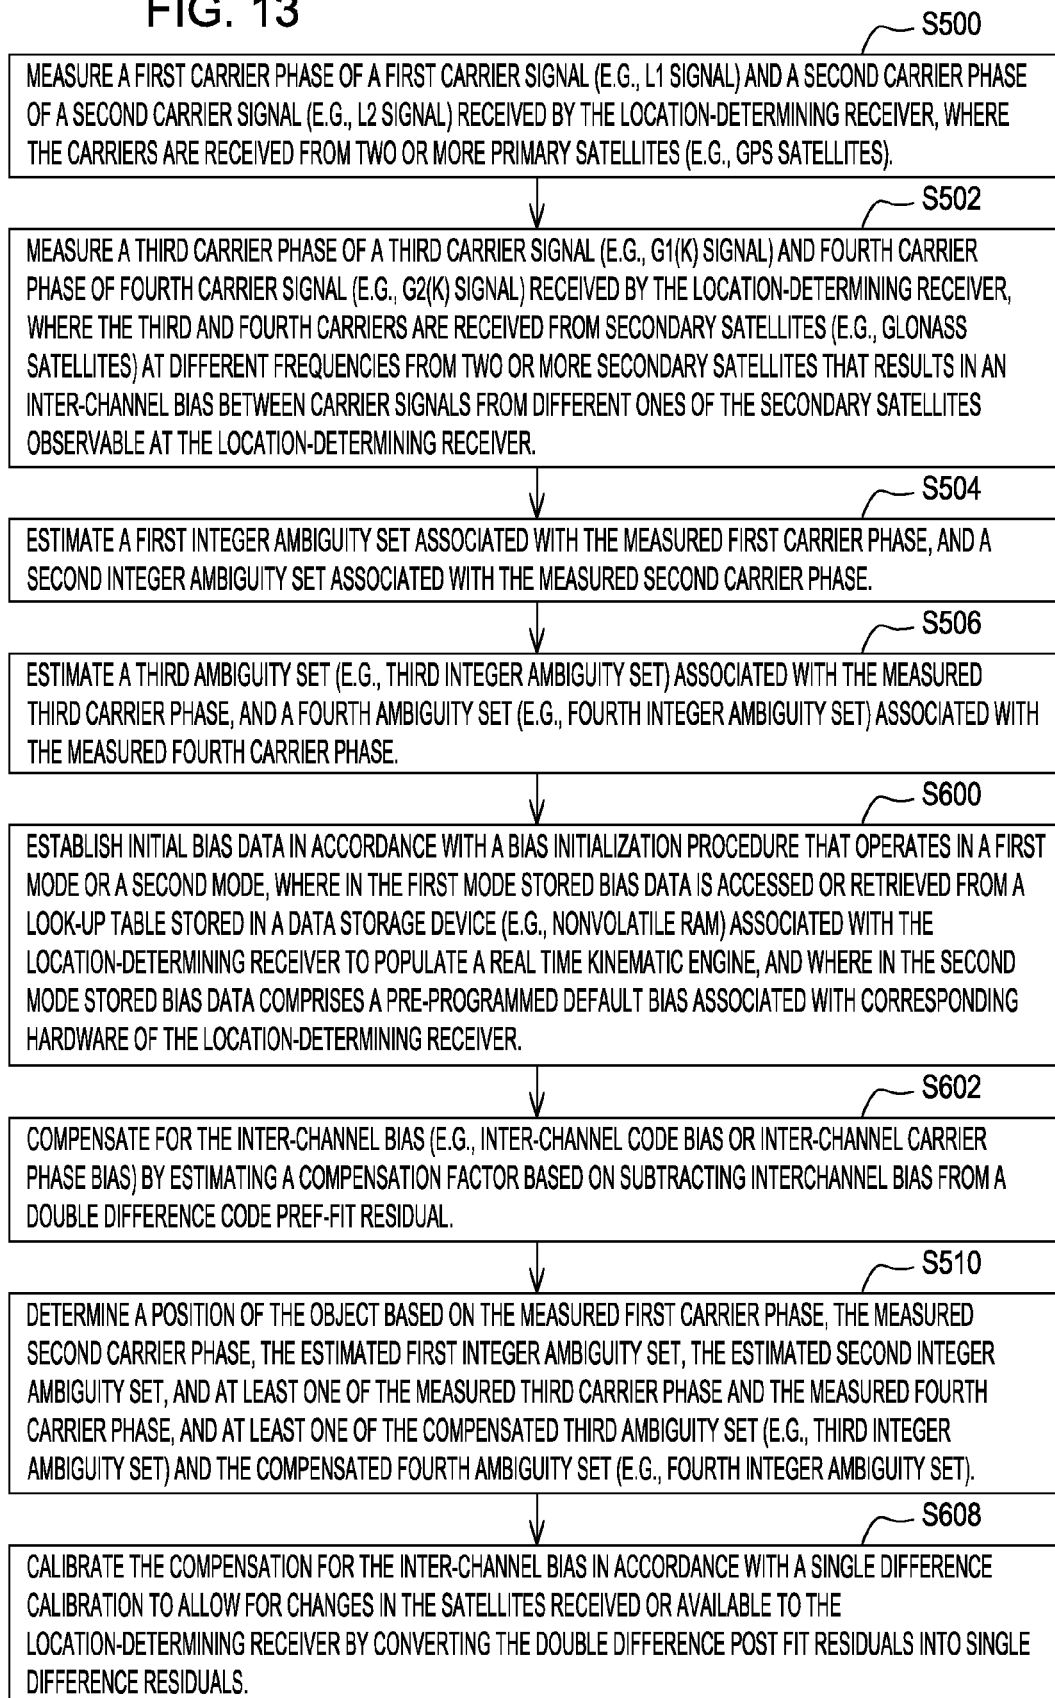 FIG. 13
S500
MEASURE A FIRST CARRIER PHASE OF A FIRST CARRIER SIGNAL (E.G., L1 SIGNAL) AND A SECOND CARRIER PHASE
OF A SECOND CARRIER SIGNAL (E.G., L2 SIGNAL) RECEIVED BY THE LOCATION-DETERMINING RECEIVER, WHERE
THE CARRIERS ARE RECEIVED FROM TWO OR MORE PRIMARY SATELLITES (E.G., GPS SATELLITES).
S502
MEASURE A THIRD CARRIER PHASE OF A THIRD CARRIER SIGNAL (E.G., G1(K) SIGNAL) AND FOURTH CARRIER
PHASE OF FOURTH CARRIER SIGNAL (E.G., G2(K) SIGNAL) RECEIVED BY THE LOCATION-DETERMINING RECEIVER,
WHERE THE THIRD AND FOURTH CARRIERS ARE RECEIVED FROM SECONDARY SATELLITES (E.G., GLONASS
SATELLITES) AT DIFFERENT FREQUENCIES FROM TWO OR MORE SECONDARY SATELLITES THAT RESULTS IN AN
INTER-CHANNEL BIAS BETWEEN CARRIER SIGNALS FROM DIFFERENT ONES OF THE SECONDARY SATELLITES
OBSERVABLE AT THE LOCATION-DETERMINING RECEIVER.
S504
ESTIMATE A FIRST INTEGER AMBIGUITY SET ASSOCIATED WITH THE MEASURED FIRST CARRIER PHASE, AND A
SECOND INTEGER AMBIGUITY SET ASSOCIATED WITH THE MEASURED SECOND CARRIER PHASE.
S506
ESTIMATE A THIRD AMBIGUITY SET (E.G., THIRD INTEGER AMBIGUITY SET) ASSOCIATED WITH THE MEASURED
THIRD CARRIER PHASE, AND A FOURTH AMBIGUITY SET (E.G., FOURTH INTEGER AMBIGUITY SET) ASSOCIATED WITH
THE MEASURED FOURTH CARRIER PHASE.
S600
ESTABLISH INITIAL BIAS DATA IN ACCORDANCE WITH A BIAS INITIALIZATION PROCEDURE THAT OPERATES IN A FIRST
MODE OR A SECOND MODE, WHERE IN THE FIRST MODE STORED BIAS DATA IS ACCESSED OR RETRIEVED FROM A
LOOK-UP TABLE STORED IN A DATA STORAGE DEVICE (E.G., NONVOLATILE RAM) ASSOCIATED WITH THE
LOCATION-DETERMINING RECEIVER TO POPULATE A REAL TIME KINEMATIC ENGINE, AND WHERE IN THE SECOND
MODE STORED BIAS DATA COMPRISES A PRE-PROGRAMMED DEFAULT BIAS ASSOCIATED WITH CORRESPONDING
HARDWARE OF THE LOCATION-DETERMINING RECEIVER.
S602
COMPENSATE FOR THE INTER-CHANNEL BIAS (E.G., INTER-CHANNEL CODE BIAS OR INTER-CHANNEL CARRIER
PHASE BIAS) BY ESTIMATING A COMPENSATION FACTOR BASED ON SUBTRACTING INTERCHANNEL BIAS FROM A
DOUBLE DIFFERENCE CODE PREF-FIT RESIDUAL.
S510
DETERMINE A POSITION OF THE OBJECT BASED ON THE MEASURED FIRST CARRIER PHASE, THE MEASURED
SECOND CARRIER PHASE, THE ESTIMATED FIRST INTEGER AMBIGUITY SET, THE ESTIMATED SECOND INTEGER
AMBIGUITY SET, AND AT LEAST ONE OF THE MEASURED THIRD CARRIER PHASE AND THE MEASURED FOURTH
CARRIER PHASE, AND AT LEAST ONE OF THE COMPENSATED THIRD AMBIGUITY SET (E.G., THIRD INTEGER
AMBIGUITY SET) AND THE COMPENSATED FOURTH AMBIGUITY SET (E.G., FOURTH INTEGER AMBIGUITY SET).
S608
CALIBRATE THE COMPENSATION FOR THE INTER-CHANNEL BIAS IN ACCORDANCE WITH A SINGLE DIFFERENCE
CALIBRATION TO ALLOW FOR CHANGES IN THE SATELLITES RECEIVED OR AVAILABLE TO THE
LOCATION-DETERMINING RECEIVER BY CONVERTING THE DOUBLE DIFFERENCE POST FIT RESIDUALS INTO SINGLE
DIFFERENCE RESIDUALS.